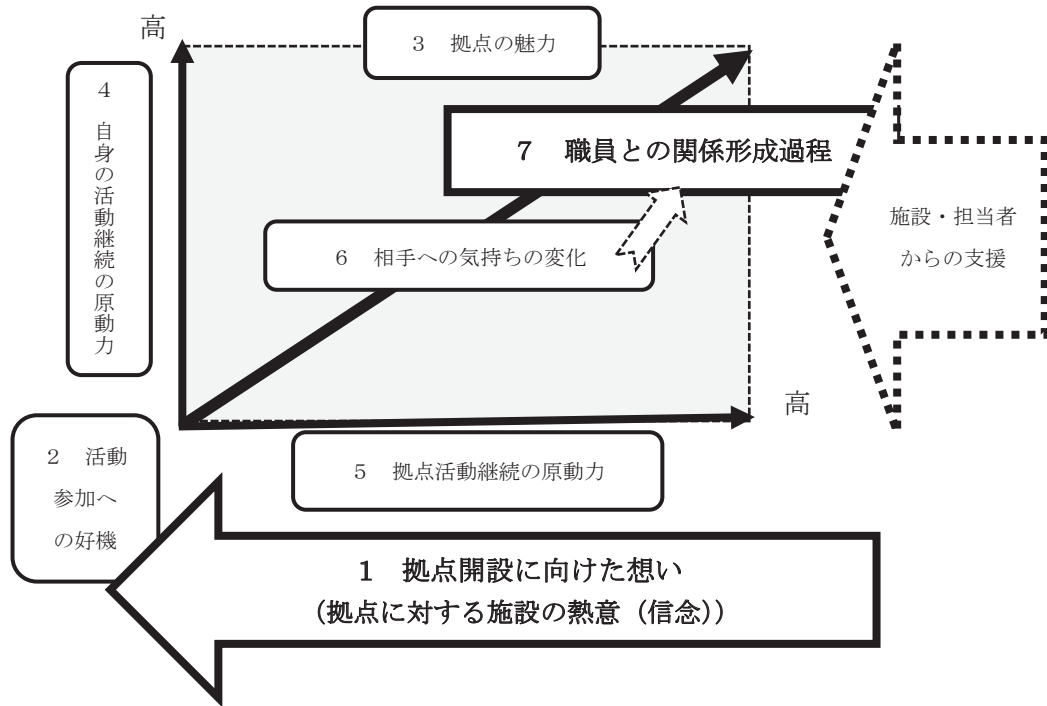 高
3 拠点の魅力
4 自身の活動継続の原動力
7 職員との関係形成過程
施設・担当者
からの支援
6 相手への気持ちの変化
高
2 活動
参加へ
の好機
5 拠点活動継続の原動力
1 拠点開設に向けた想い
（拠点に対する施設の熱意（信念））